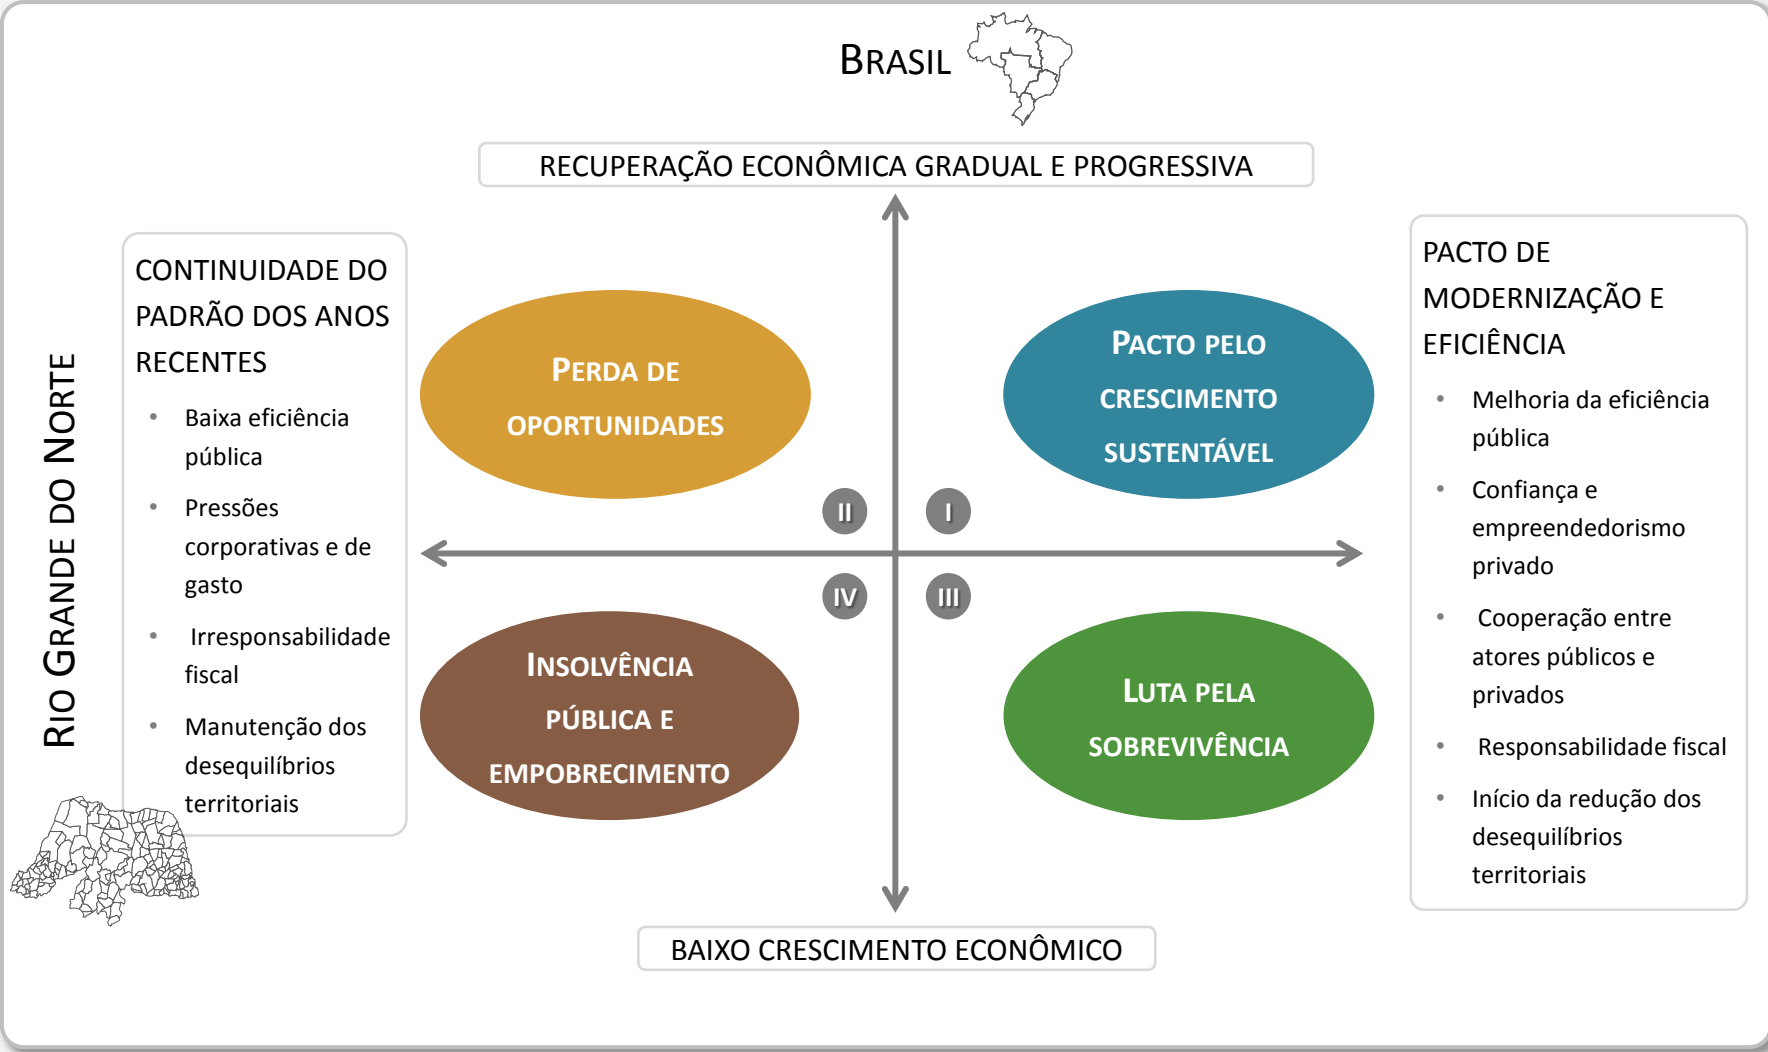 BRASIL
RECUPERAÇÃO ECONÔMICA GRADUAL E PROGRESSIVA
RIO GRANDE DO NORTE
CONTINUIDADE DO
PADRÃO DOS ANOS
RECENTES
• Baixa eficiência
pública
• Pressões
corporativas e de
gasto
• Irresponsabilidade
fiscal
• Manutenção dos
desequilíbrios
territoriais
PERDA DE
OPORTUNIDADES
PACTO PELO
CRESCIMENTO
SUSTENTÁVEL
II
I
IV
III
INSOLVÊNCIA
PÚBLICA E
EMPOBRECIMENTO
LUTA PELA
SOBREVIVÊNCIA
PACTO DE
MODERNIZAÇÃO E
EFICIÊNCIA
• Melhoria da eficiência
pública
• Confiança e
empreendedorismo
privado
• Cooperação entre
atores públicos e
privados
• Responsabilidade fiscal
• Início da redução dos
desequilíbrios
territoriais
BAIXO CRESCIMENTO ECONÔMICO